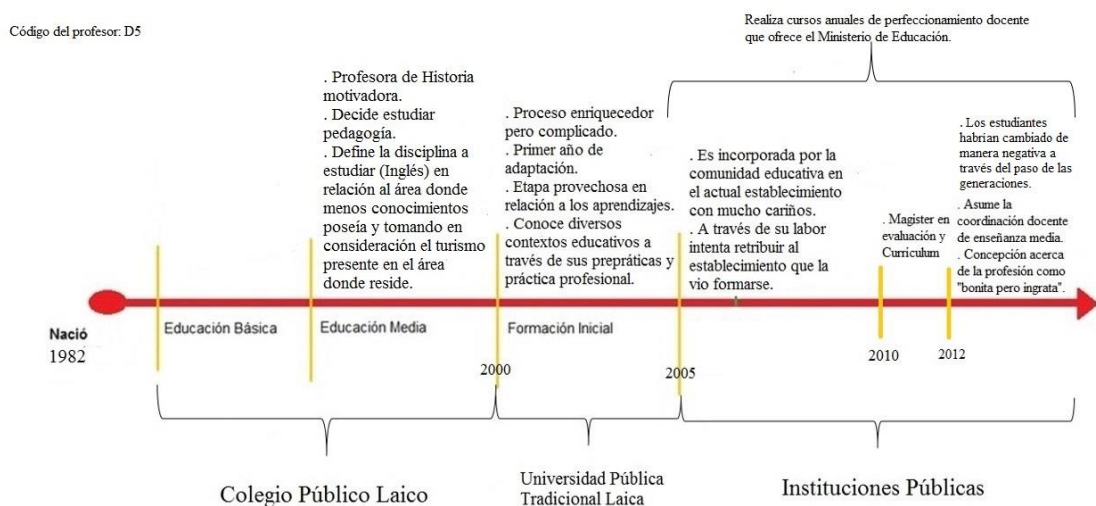 Código del profesor: D5
Realiza cursos anuales de perfeccionamiento docente
que ofrece el Ministerio de Educación.
. Profesora de Historia
motivadora.
. Decide estudiar
pedagogía.
. Define la disciplina a
estudiar (Inglés) en
relación al área donde
menos conocimientos
poseía y tomando en
consideración el turismo
presente en el área
donde reside.
. Proceso enriquecedor
pero complicado.
. Primer año de
adaptación.
. Etapa provechosa en
relación a los aprendizajes.
. Conoce diversos
contextos educativos a
través de sus prepráticas y
práctica profesional.
. Es incorporada por la
comunidad educativa en
el actual establecimiento
con mucho cariños.
. A través de su labor
intenta retribuir al
establecimiento que la
vio formarse.
. Magister en
evaluación y
Curriculum
. Los estudiantes
habrían cambiado de
manera negativa a
través del paso de las
generaciones.
. Asume la
coordinación docente
de enseñanza media.
. Concepción acerca
de la profesión como
"bonita pero ingrata".
Nació
1982
Educación Básica
Educación Media
Formación Inicial
2000
2005
2010
2012
Colegio Público Laico
Universidad Pública
Tradicional Laica
Instituciones Públicas